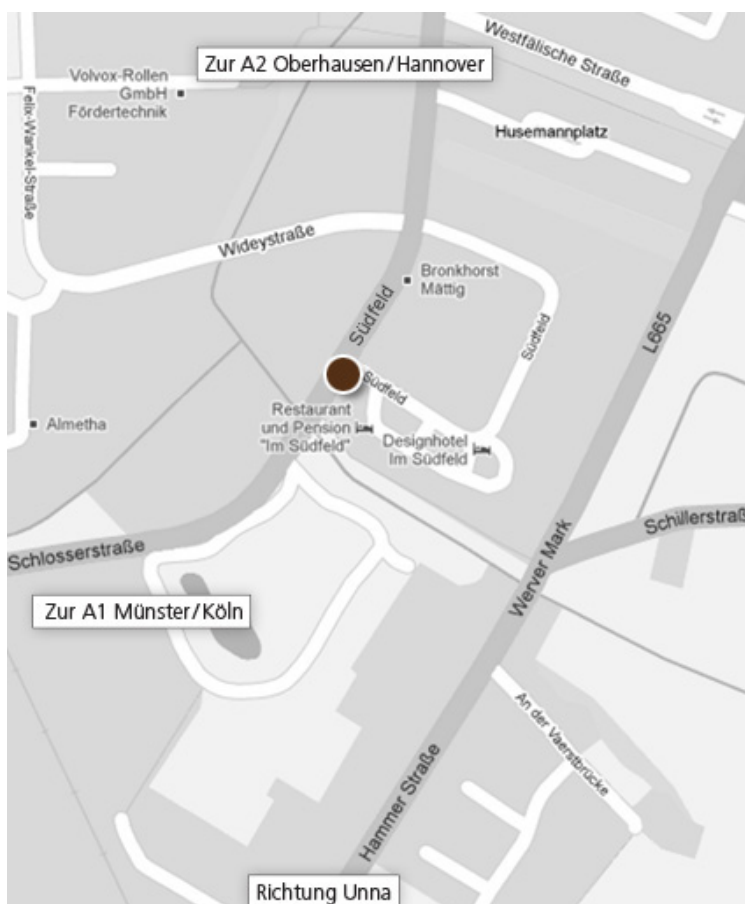 Westfälische Straße
Zur A2 Oberhausen/Hannover
Volvox-Rollen
GmbH
Fördertechnik
Felix-Wankel-Straße
Husemannplatz
Wideystraße
Bronkhorst
Mättig
Südfeld
Südfeld
L665
Südfeld
Restaurant
und Pension
"Im Südfeld"
Almetha
Designhotel
Im Südfeld
Schillerstraß
Schlosserstraße
Werver Mark
Zur A1 Münster/Köln
An der Vaerstbrücke
Hammer Straße
Richtung Unna